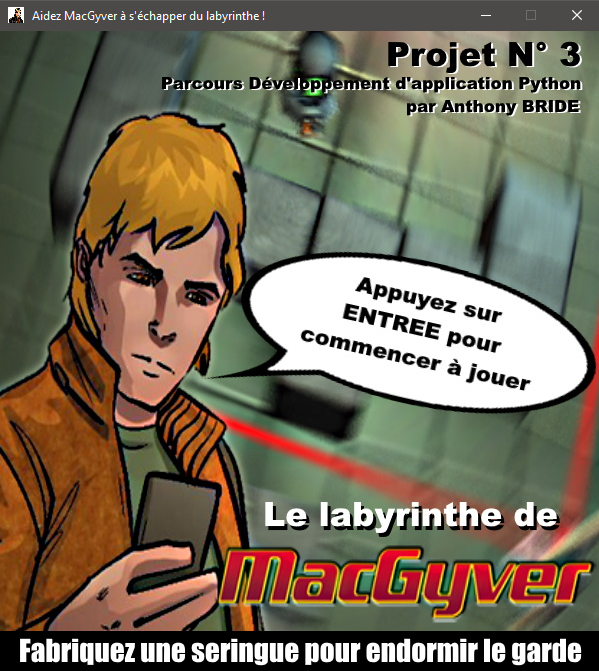 Aidez MacGyver à s'échapper du labyrinthe !
Projet N° 3
Parcours Développement d'application Python
par Anthony BRIDE
Appuyez sur
ENTREE pour
commencer à jouer
Le labyrinthe de
MacGyver
Fabriquez une seringue pour endormir le garde